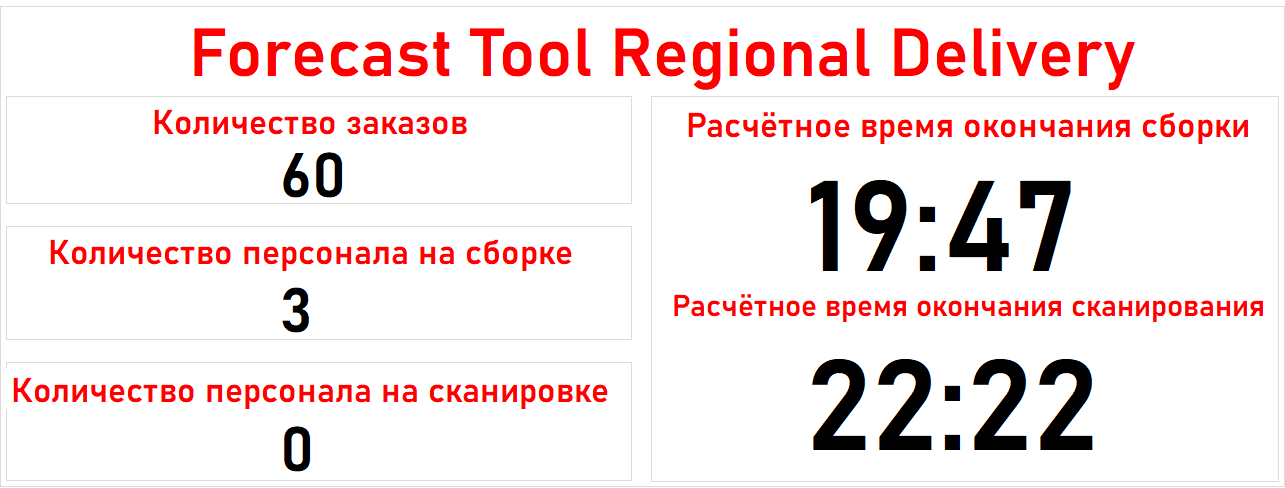 Forecast Tool Regional Delivery
Количество заказов
60
Количество персонала на сборке
3
Количество персонала на сканировке
0
Расчётное время окончания сборки
19:47
Расчётное время окончания сканирования
22:22